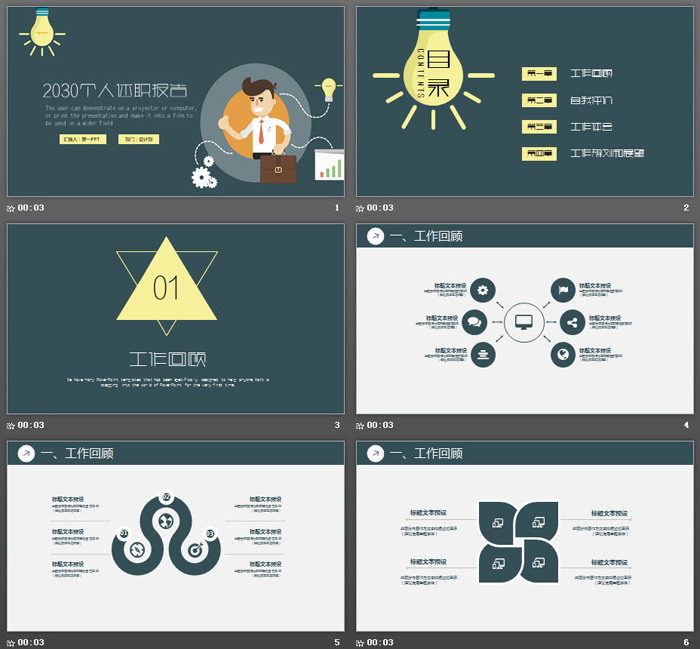 2030个人述职报告
The user can demonstrate on a projector or computer,
or print the presentation and make it into a film to
be used in a wider field
汇报人：第一PPT
部门：设计部
00:03
1
目录
CONTENTS
第一章
工作回顾
第二章
自我评价
第三章
工作体会
第四章
工作规划和展望
00:03
2
01
工作回顾
We have many PowerPoint templates that has been specifically designed to help anyone that is
stepping into the world of PowerPoint for the very first time.
00:03
3
一、工作回顾
标题文本预设
标题文本预设
标题文本预设
标题文本预设
标题文本预设
标题文本预设
00:03
4
一、工作回顾
标题文本预设
标题文本预设
标题文本预设
标题文本预设
标题文本预设
标题文本预设
01
02
03
00:03
5
一、工作回顾
标题文本预设
标题文本预设
标题文本预设
标题文本预设
00:03
6